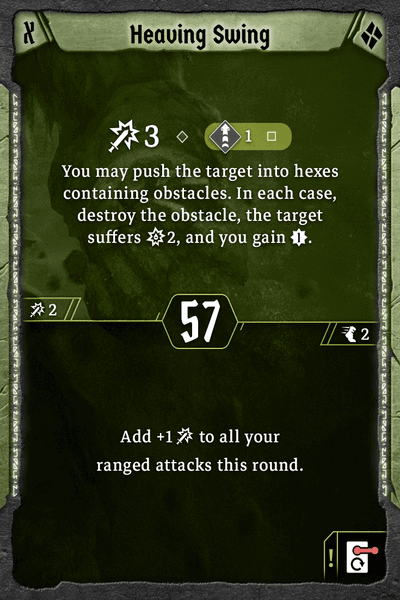 Heaving Swing
3
1
You may push the target into hexes
containing obstacles. In each case,
destroy the obstacle, the target
suffers 2, and you gain .
2
57
2
Add +1 to all your
ranged attacks this round.
!